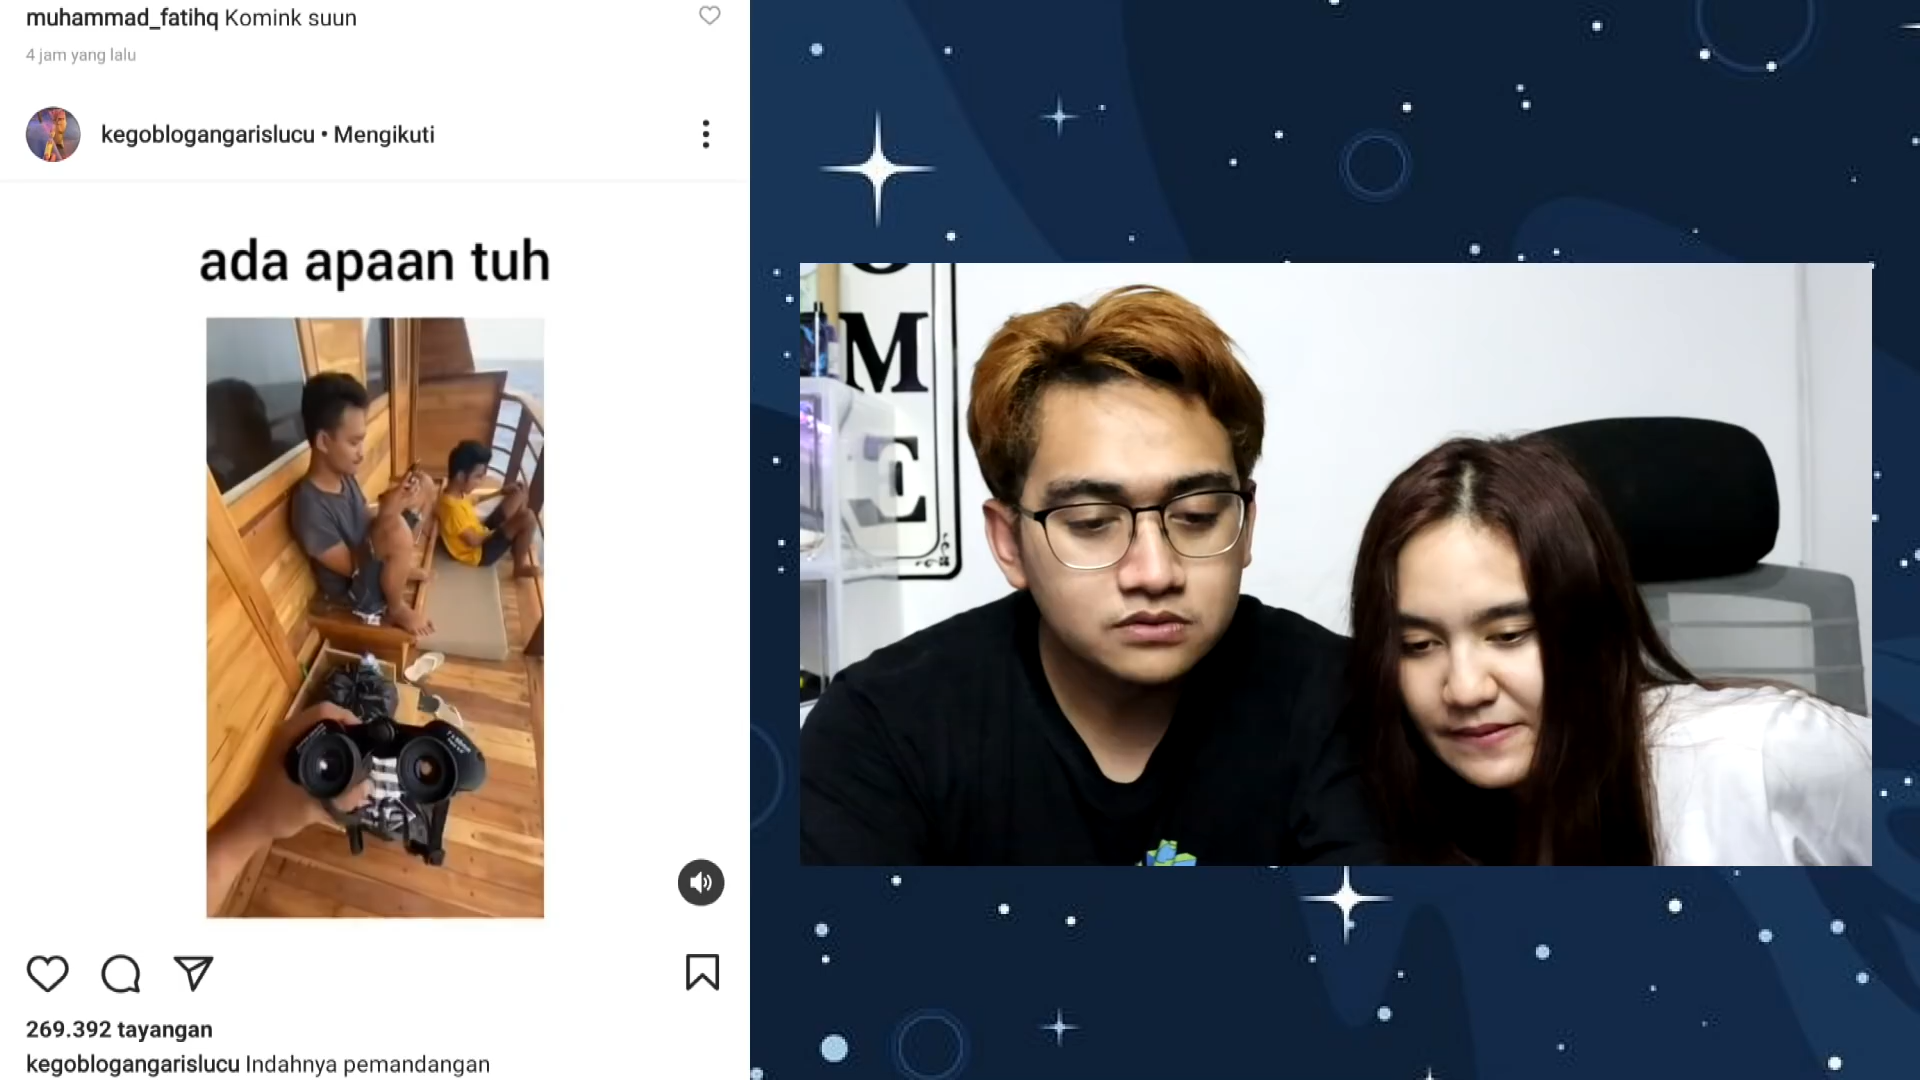 muhammad_fatihq Komink suun
4 jam yang lalu
kegoblogangarislucu • Mengikuti
ada apaan tuh
269.392 tayangan
kegoblogangarislucu Indahnya pemandangan
M
E